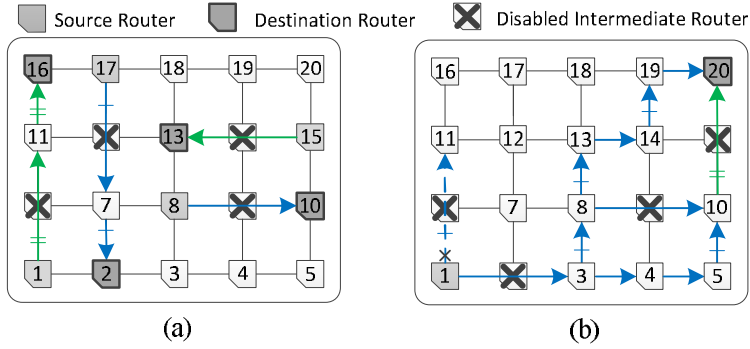 Source Router Destination Router Disabled Intermediate Router
16 17 18 19 20 16 17 18 19 20
11 13 15 11 12 13 14
7 8 10 7 8 10
1 2 3 4 5 1 3 4 5
(a) (b)